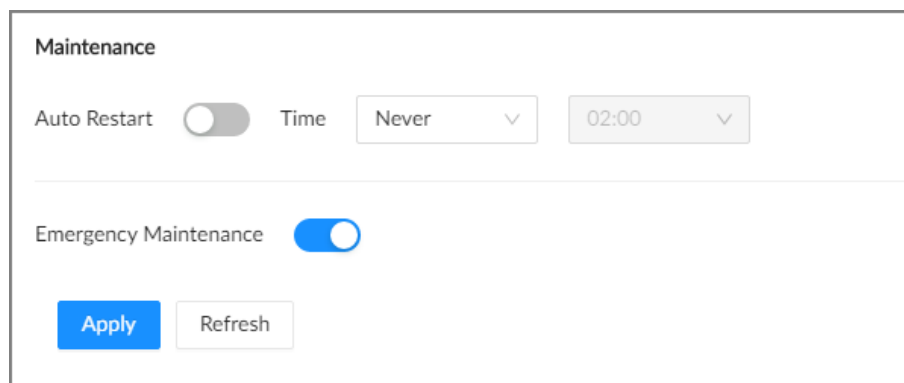 Maintenance
Auto Restart Time Never 02:00
Emergency Maintenance
Apply Refresh